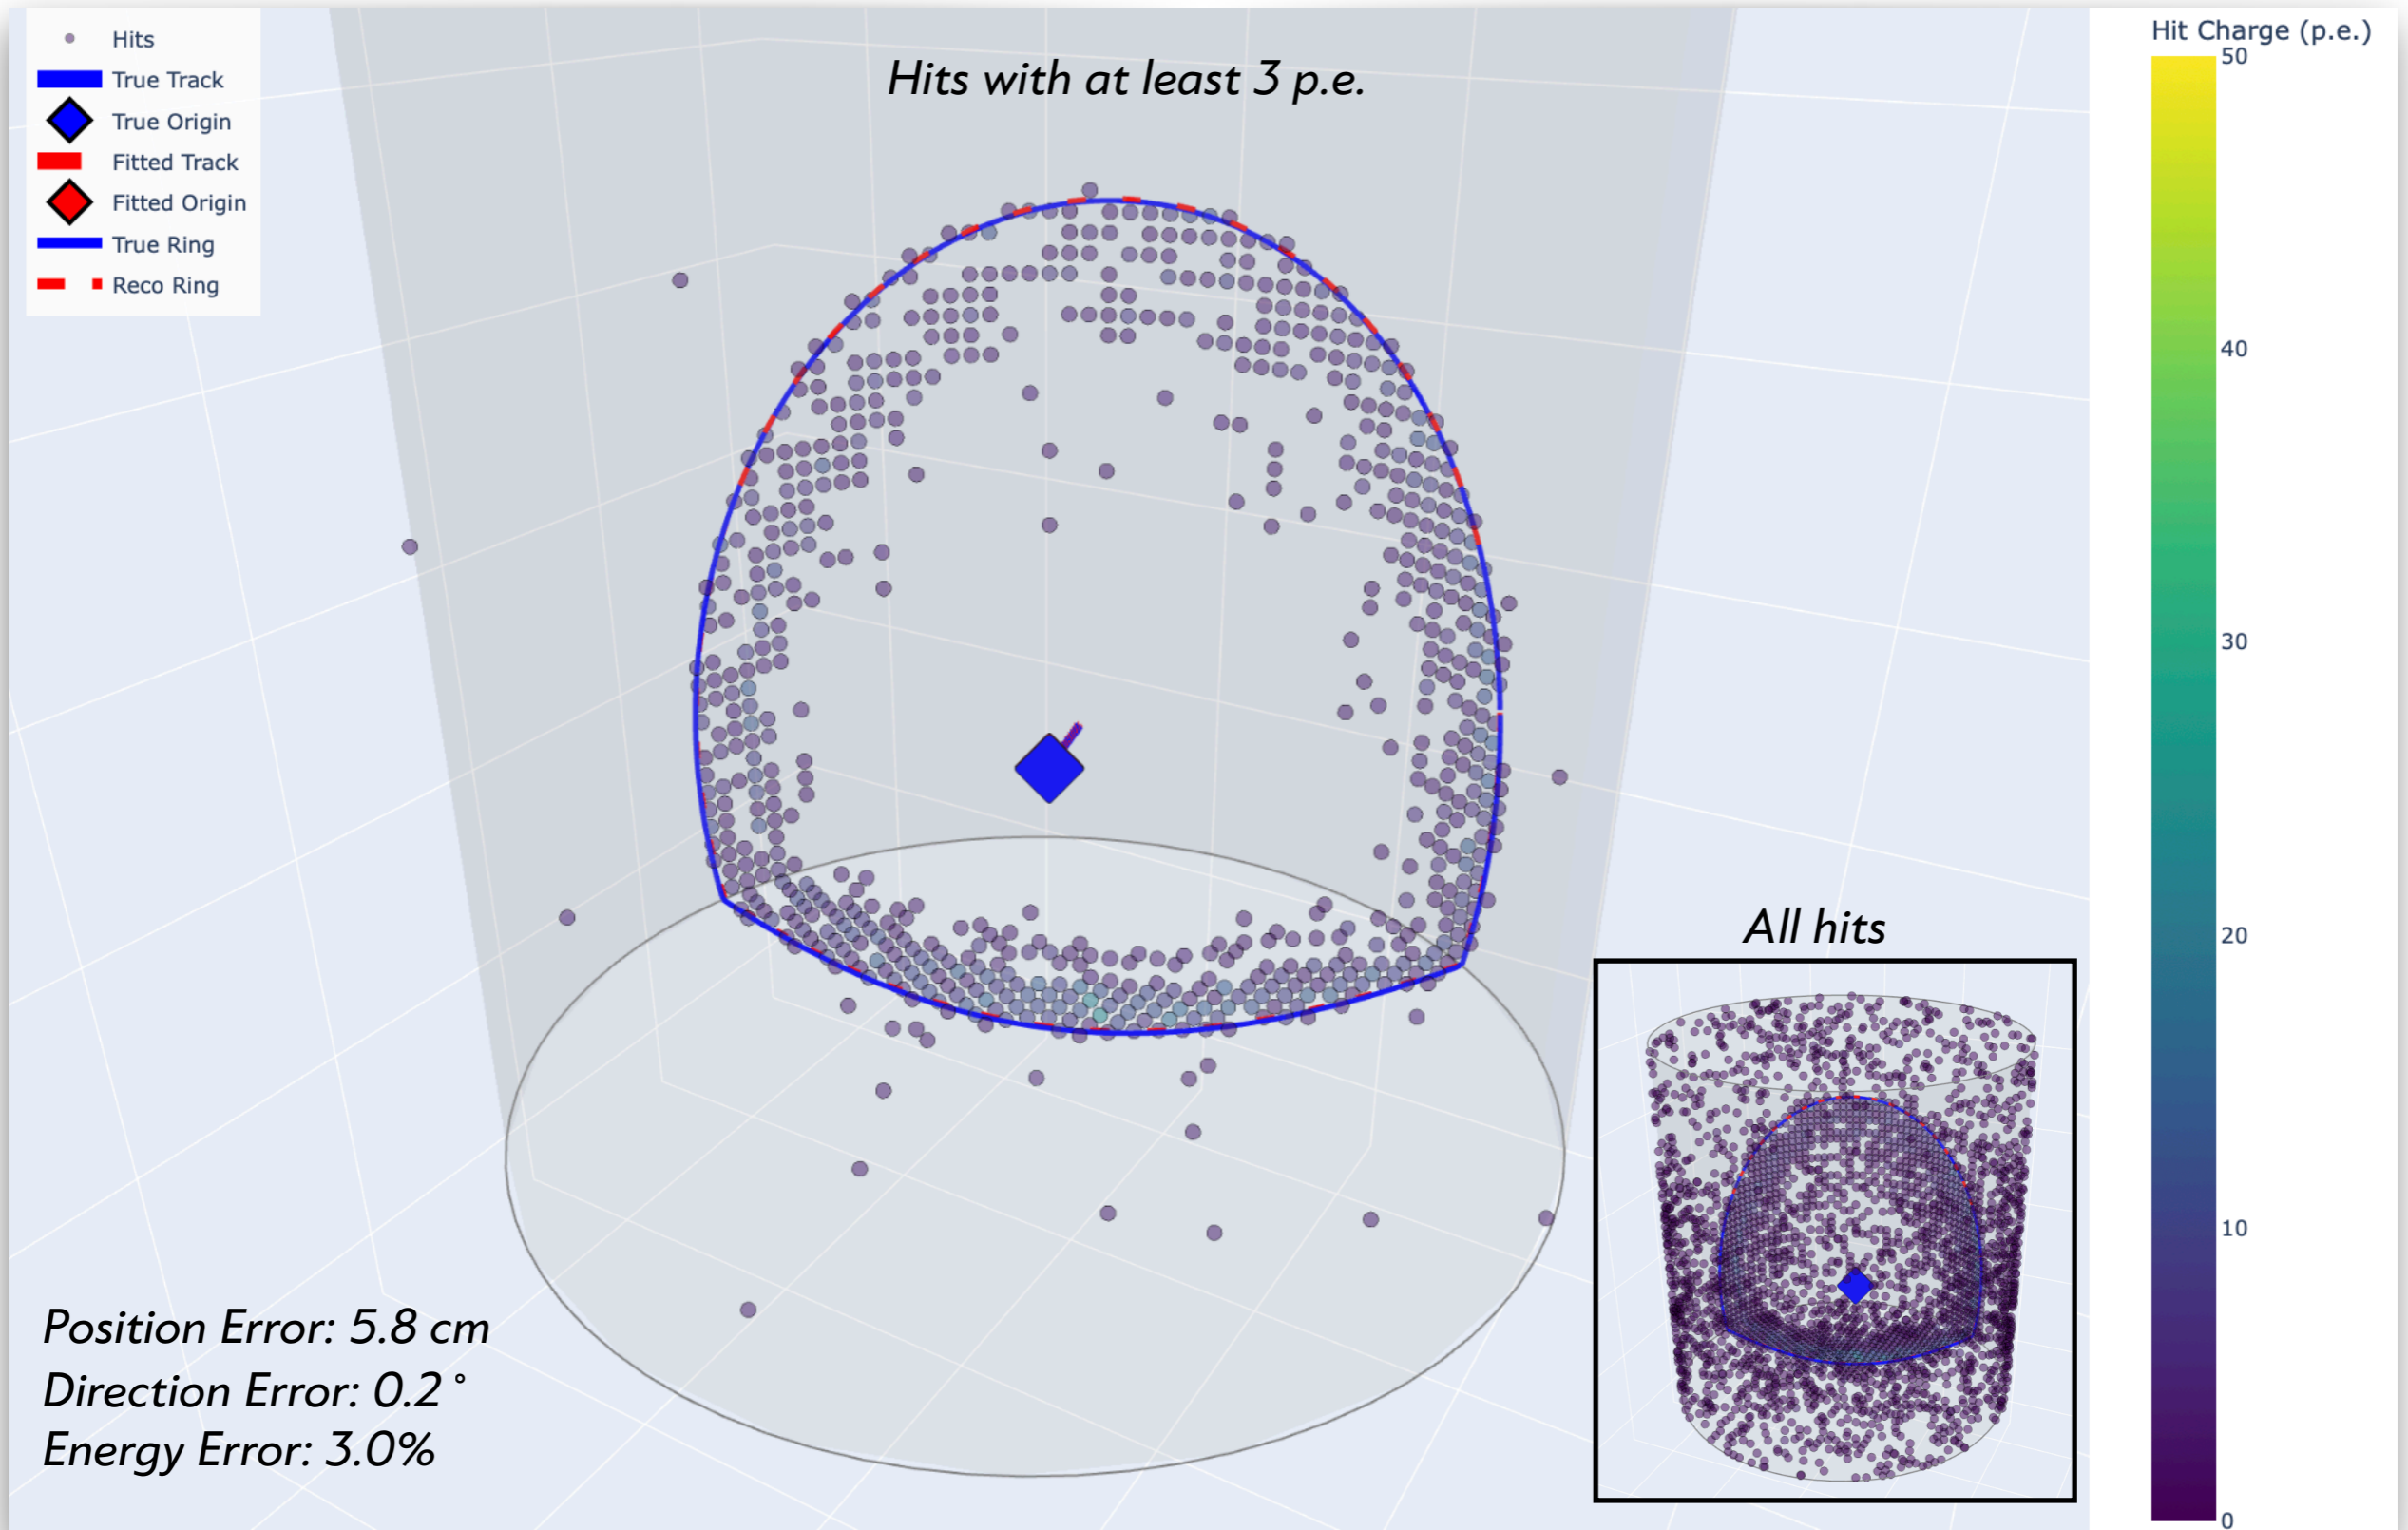 Hits
True Track
True Origin
Fitted Track
Fitted Origin
True Ring
Reco Ring
Hits with at least 3 p.e.
Hit Charge (p.e.)
50
40
30
20
10
0
All hits
Position Error: 5.8 cm
Direction Error: 0.2°
Energy Error: 3.0%